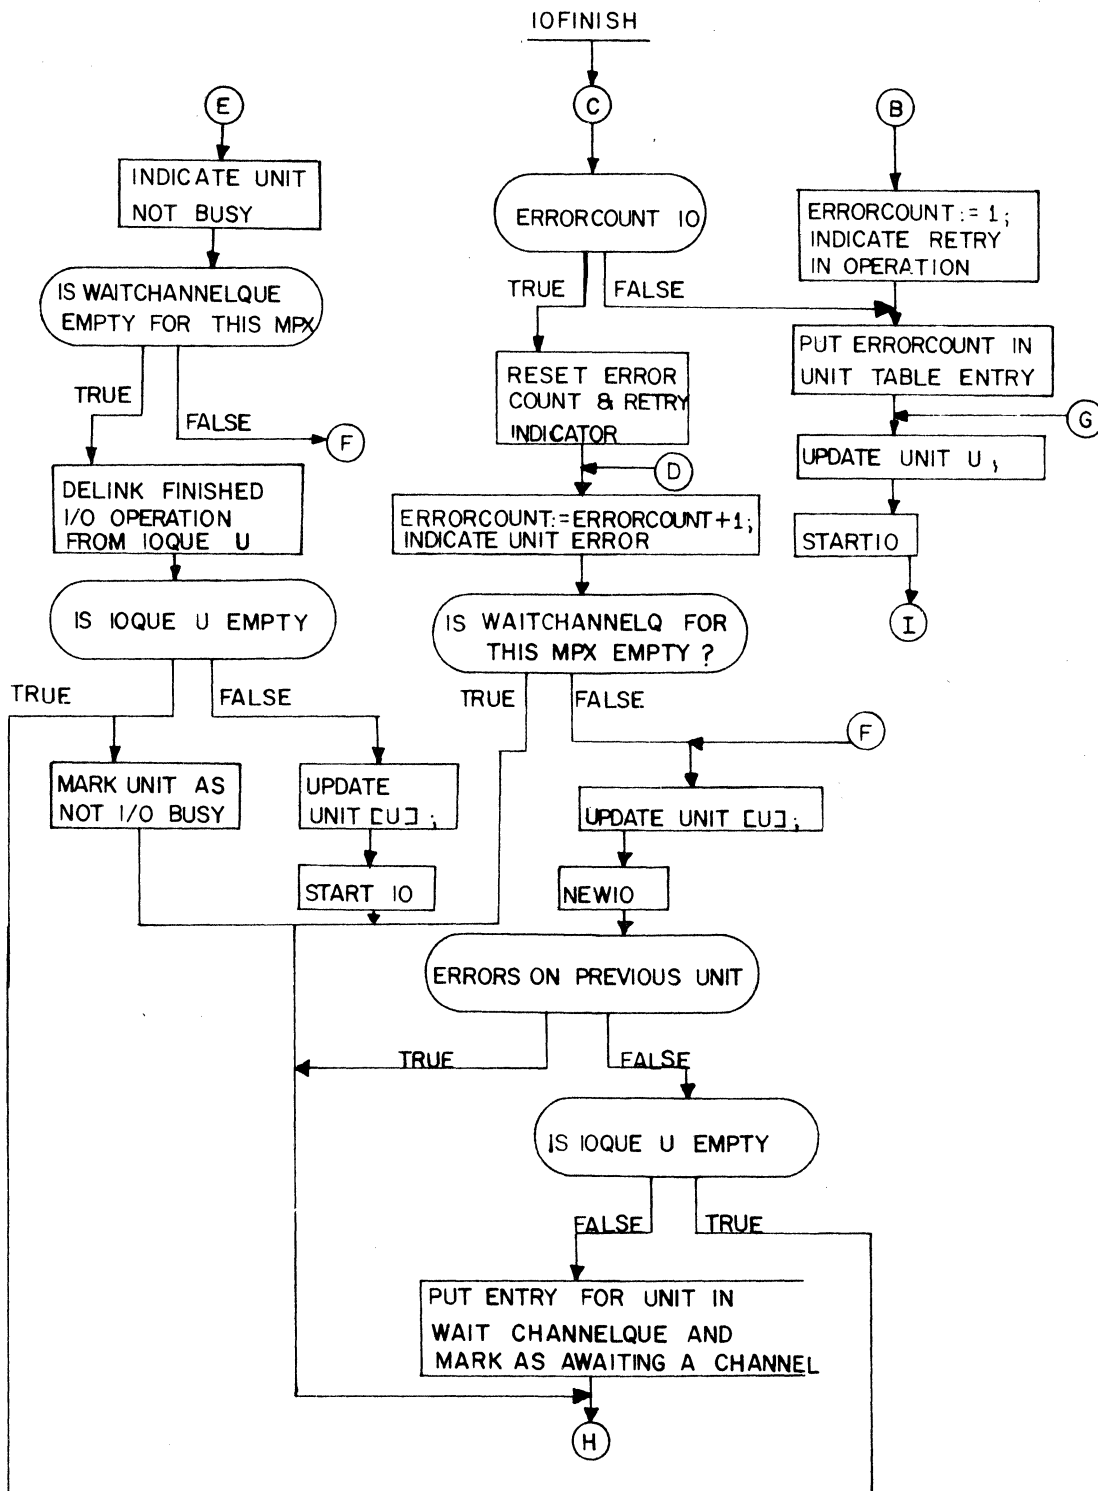 IOFINISH
E
INDICATE UNIT
NOT BUSY
IS WAITCHANNELQUE
EMPTY FOR THIS MPX
TRUE
FALSE
F
DELINK FINISHED
I/O OPERATION
FROM IOQUE U
IS IOQUE U EMPTY
TRUE
FALSE
MARK UNIT AS
NOT I/O BUSY
UPDATE
UNIT [U];
START IO
C
ERRORCOUNT 10
TRUE
FALSE
RESET ERROR
COUNT & RETRY
INDICATOR
D
ERRORCOUNT:=ERRORCOUNT+1;
INDICATE UNIT ERROR
IS WAITCHANNELQ FOR
THIS MPX EMPTY ?
TRUE
FALSE
F
UPDATE UNIT [U];
NEWIO
ERRORS ON PREVIOUS UNIT
TRUE
FALSE
IS IOQUE U EMPTY
FALSE
TRUE
PUT ENTRY FOR UNIT IN
WAIT CHANNELQUE AND
MARK AS AWAITING A CHANNEL
H
B
ERRORCOUNT:=1;
INDICATE RETRY
IN OPERATION
PUT ERRORCOUNT IN
UNIT TABLE ENTRY
G
UPDATE UNIT U,
STARTIO
I